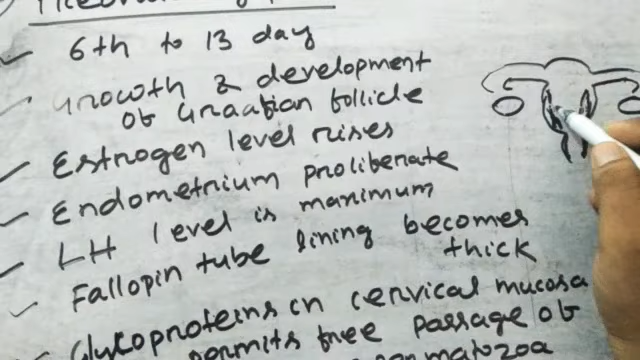 6th to 13 day
Growth & development
of Graafian follicle
Estrogen level rises
Endometrium proliferate
LH level is maximum
Fallopin tube lining becomes
thick
Glycoproteins in cervical mucosa
permits free passage of